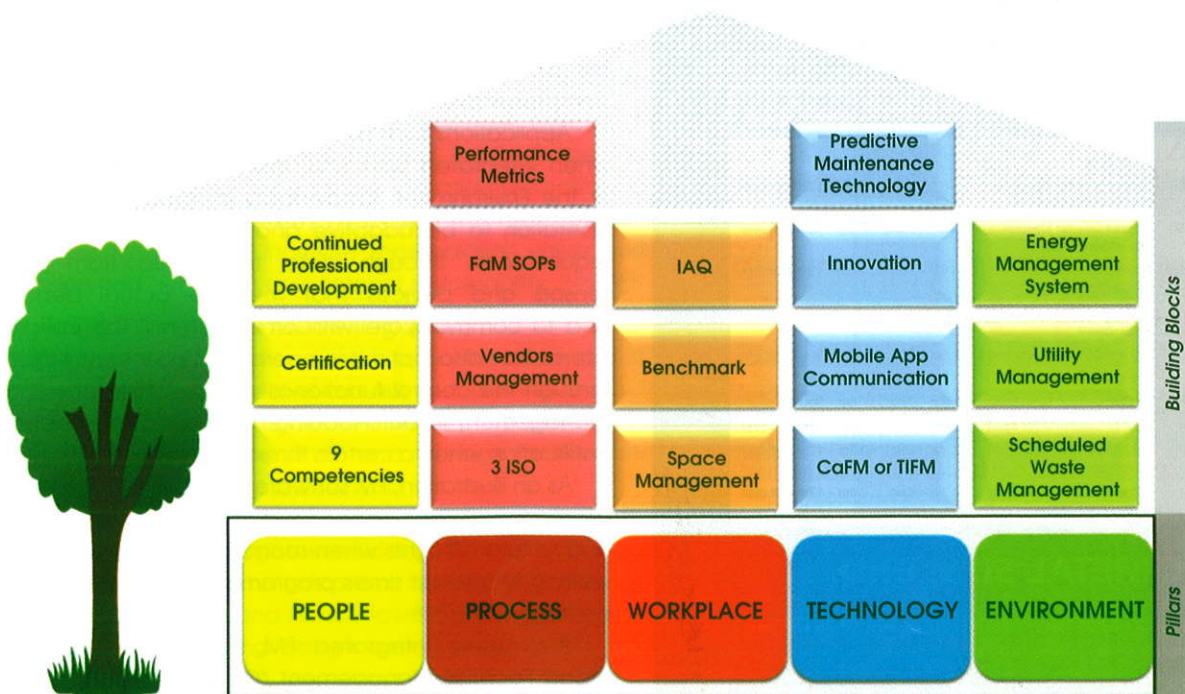 Performance
Metrics
Predictive
Maintenance
Technology
Continued
Professional
Development
FaM SOPs
IAQ
Innovation
Energy
Management
System
Certification
Vendors
Management
Benchmark
Mobile App
Communication
Utility
Management
9
Competencies
3 ISO
Space
Management
CaFM or TIFM
Scheduled
Waste
Management
Building Blocks
PEOPLE
PROCESS
WORKPLACE
TECHNOLOGY
ENVIRONMENT
Pillars